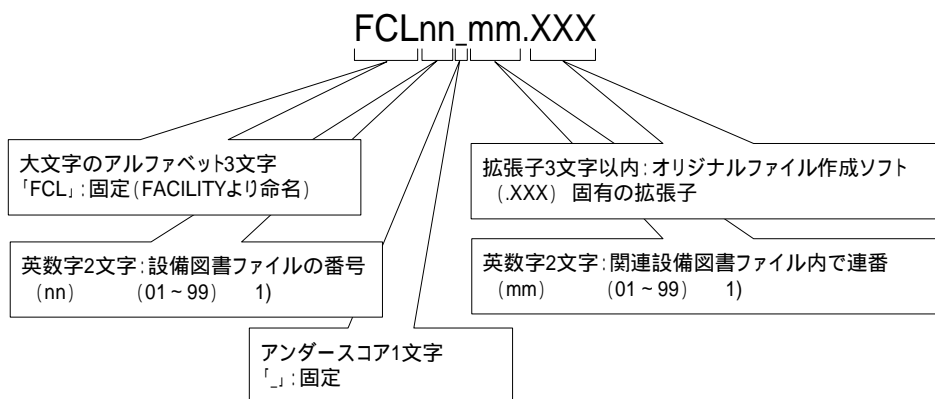 FCLnn_mm.XXX
大文字のアルファベット3文字
「FCL」:固定(FACILITYより命名)
拡張子3文字以内:オリジナルファイル作成ソフト
(.XXX) 固有の拡張子
英数字2文字:設備図書ファイルの番号
(nn) (01~99) 1)
英数字2文字:関連設備図書ファイル内で連番
(mm) (01~99) 1)
アンダースコア1文字
「_」:固定